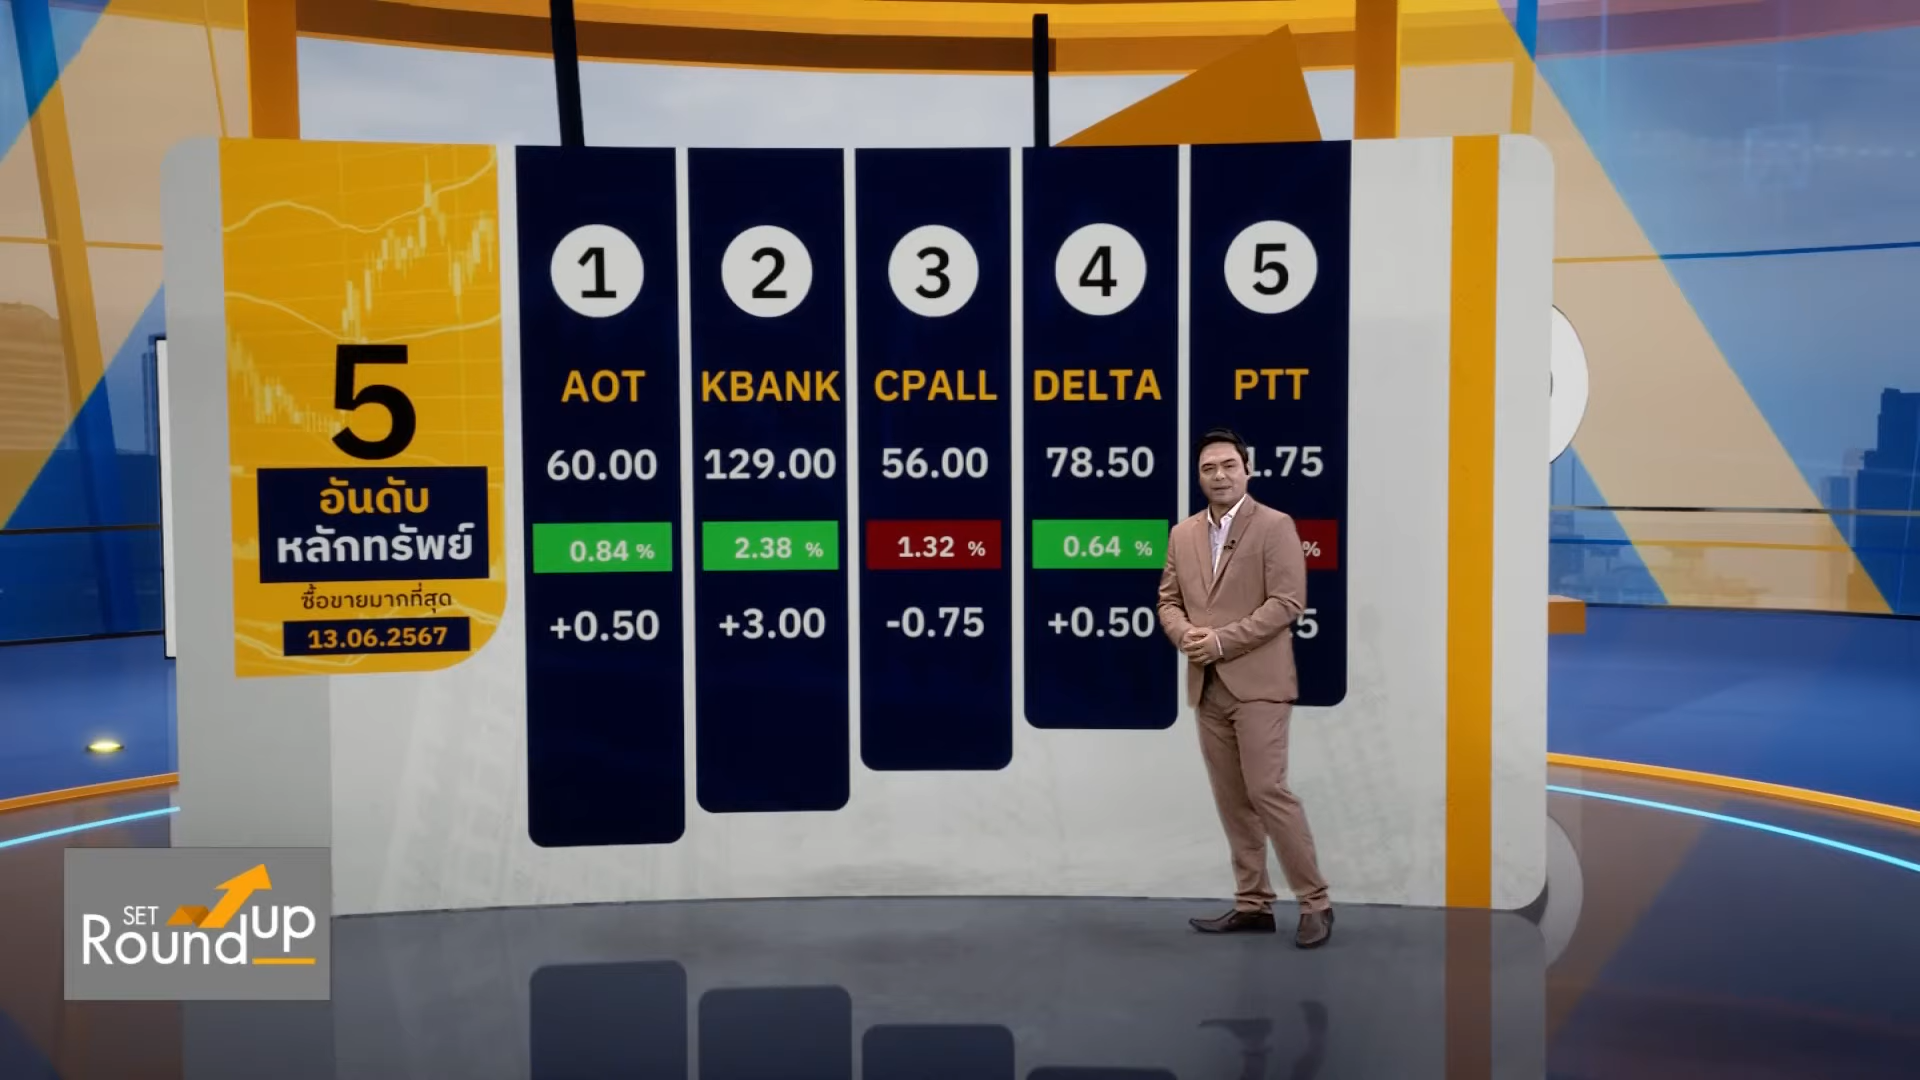 5
อันดับ
หลักทรัพย์
ซื้อขายมากที่สุด
13.06.2567
1
AOT
60.00
0.84 %
+0.50
2
KBANK
129.00
2.38 %
+3.00
3
CPALL
56.00
1.32 %
-0.75
4
DELTA
78.50
0.64 %
+0.50
5
PTT
1.75
%
5
SET
Roundup